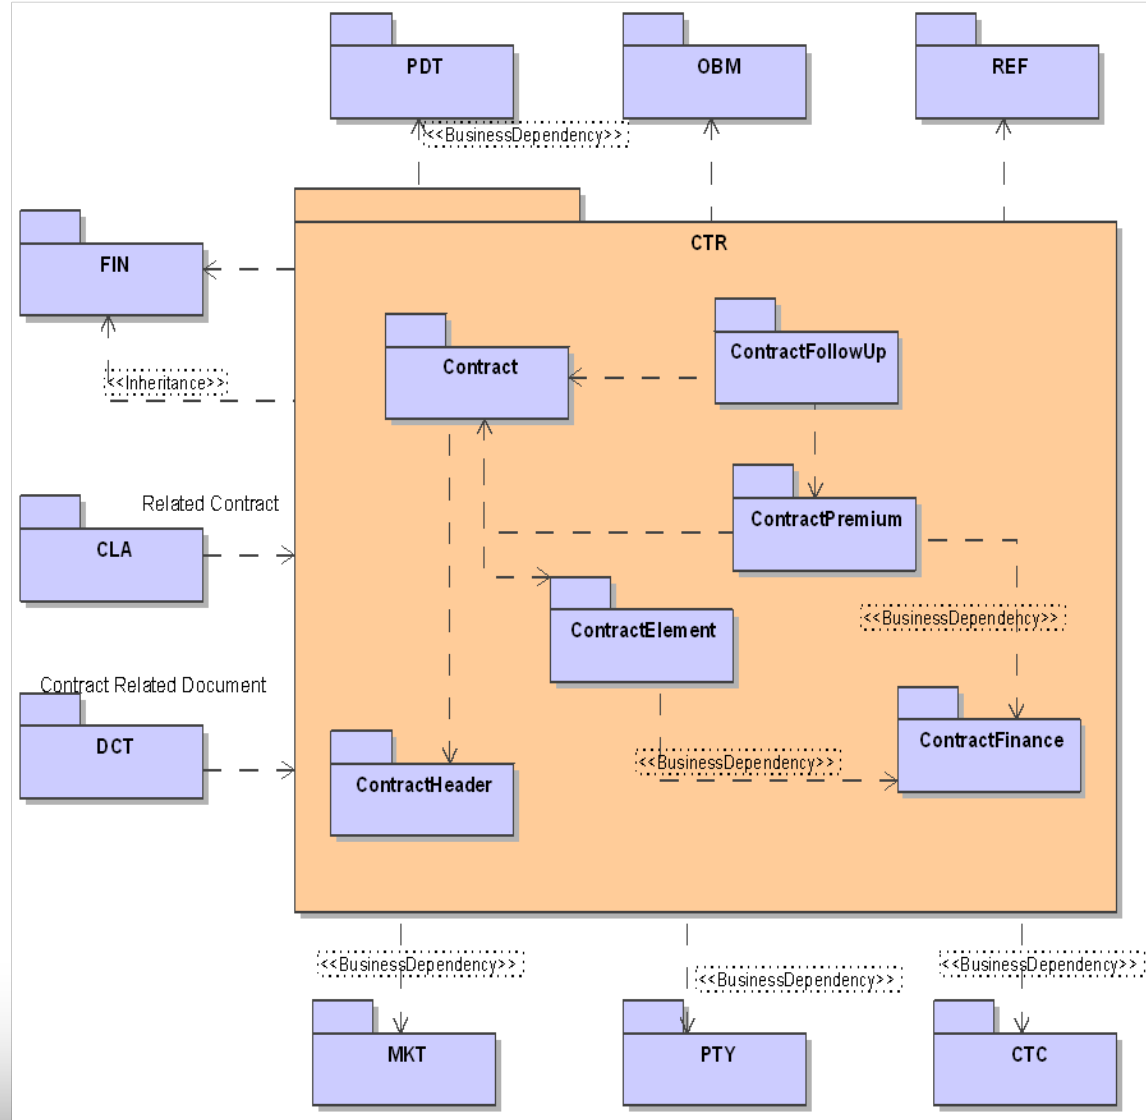 PDT
OBM
REF
<<BusinessDependency>>
CTR
FIN
ContractFollowUp
Contract
<<Inheritance>>
Related Contract
ContractPremium
CLA
<<BusinessDependency>>
ContractElement
Contract Related Document
DCT
ContractFinance
<<BusinessDependency>>
ContractHeader
<<BusinessDependency>>
<<BusinessDependency>>
<<BusinessDependency>>
MKT
PTY
CTC